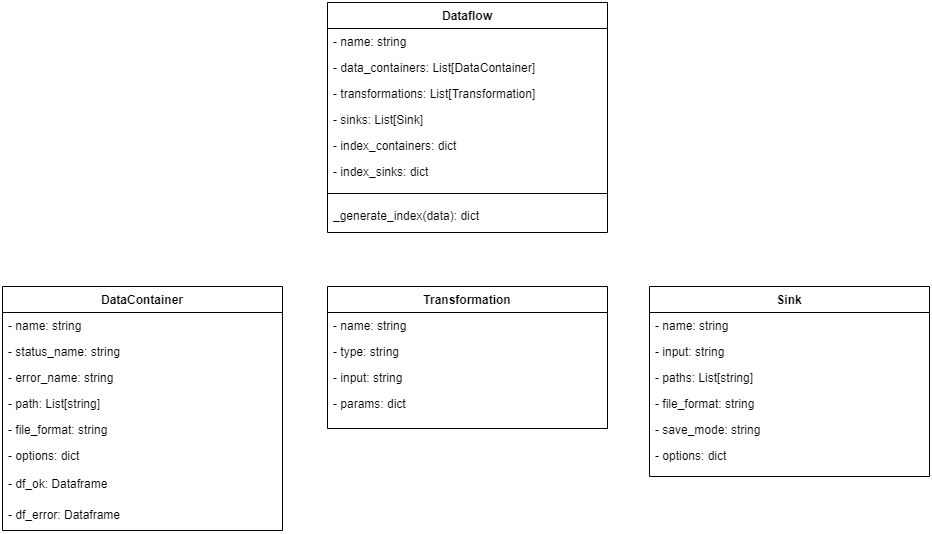 Dataflow
- name: string
- data_containers: List[DataContainer]
- transformations: List[Transformation]
- sinks: List[Sink]
- index_containers: dict
- index_sinks: dict
_generate_index(data): dict
DataContainer
- name: string
- status_name: string
- error_name: string
- path: List[string]
- file_format: string
- options: dict
- df_ok: Dataframe
- df_error: Dataframe
Transformation
- name: string
- type: string
- input: string
- params: dict
Sink
- name: string
- input: string
- paths: List[string]
- file_format: string
- save_mode: string
- options: dict